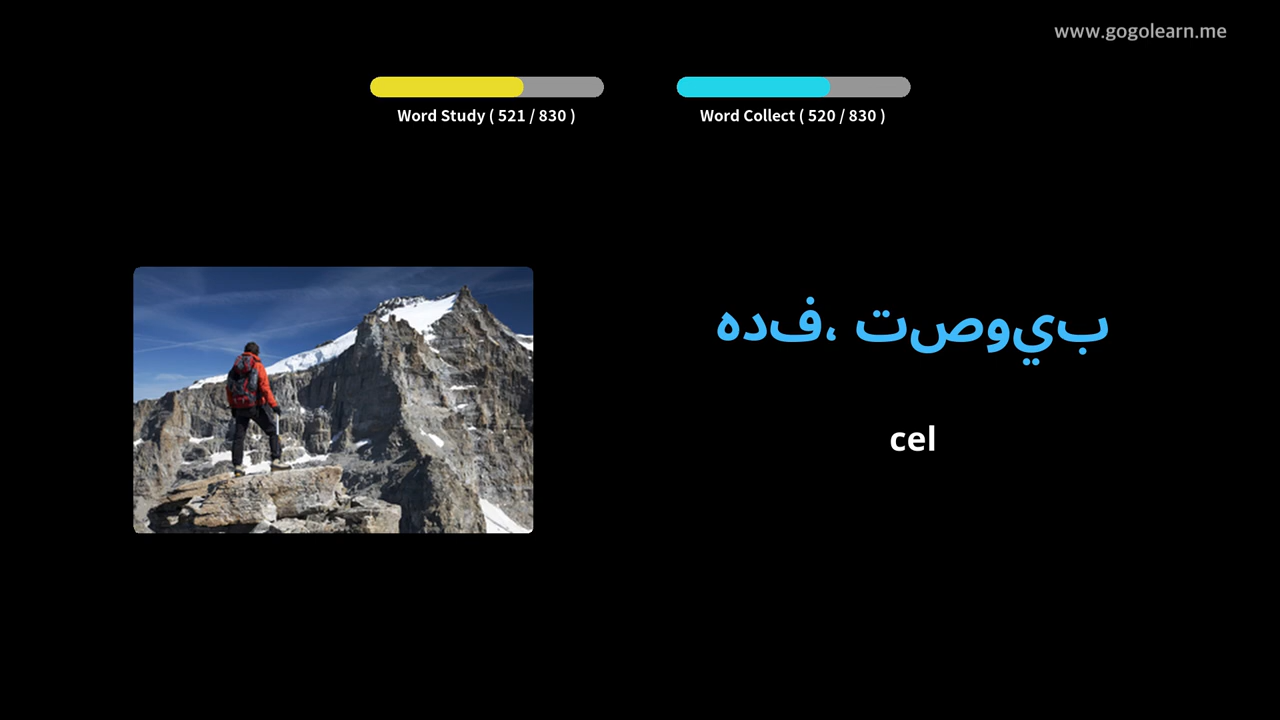 www.gogolearn.me
Word Study ( 521 / 830 )
Word Collect ( 520 / 830 )
هدف، تصويب
cel